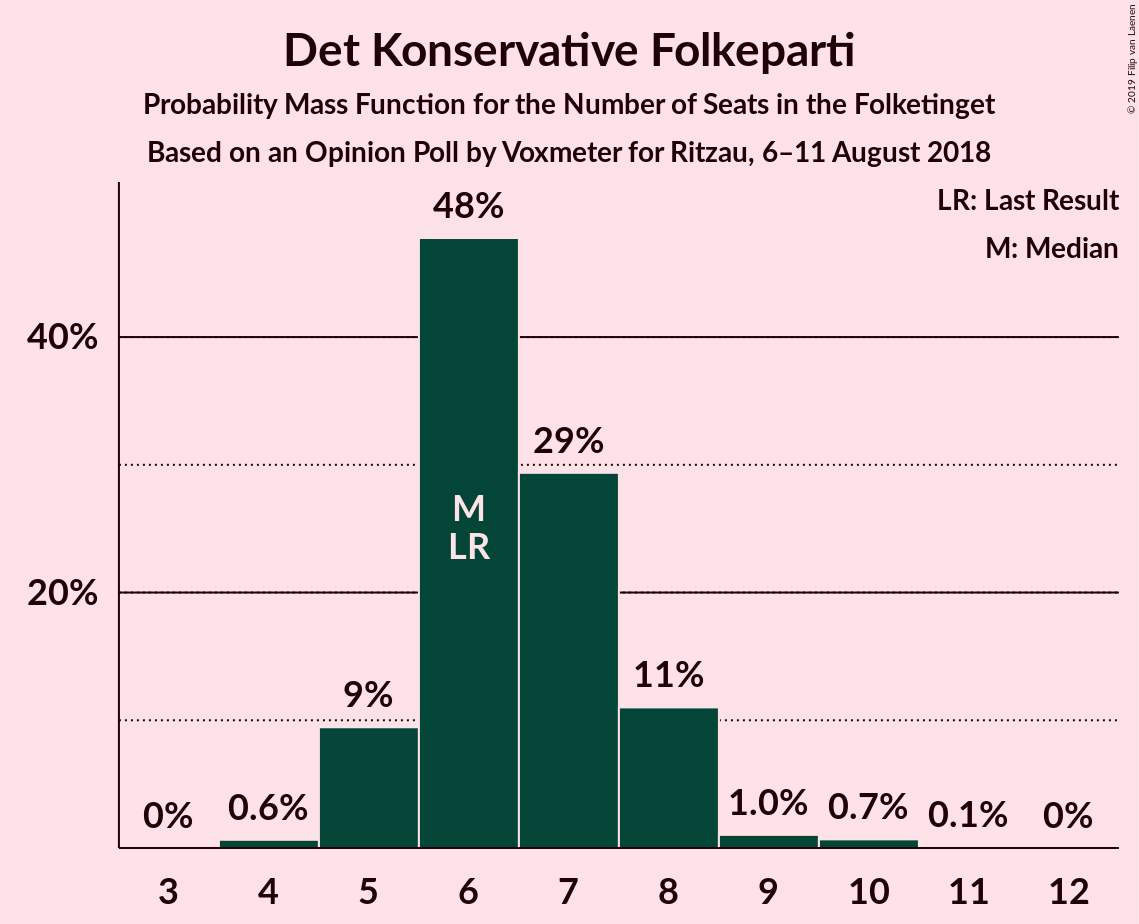 Det Konservative Folkeparti
Probability Mass Function for the Number of Seats in the Folketinget
Based on an Opinion Poll by Voxmeter for Ritzau, 6–11 August 2018
© 2019 Filip van Laenen
LR: Last Result
M: Median
48%
40%
29%
M
LR
20%
11%
9%
0%
0.6%
1.0%
0.7%
0.1%
0%
3
4
5
6
7
8
9
10
11
12